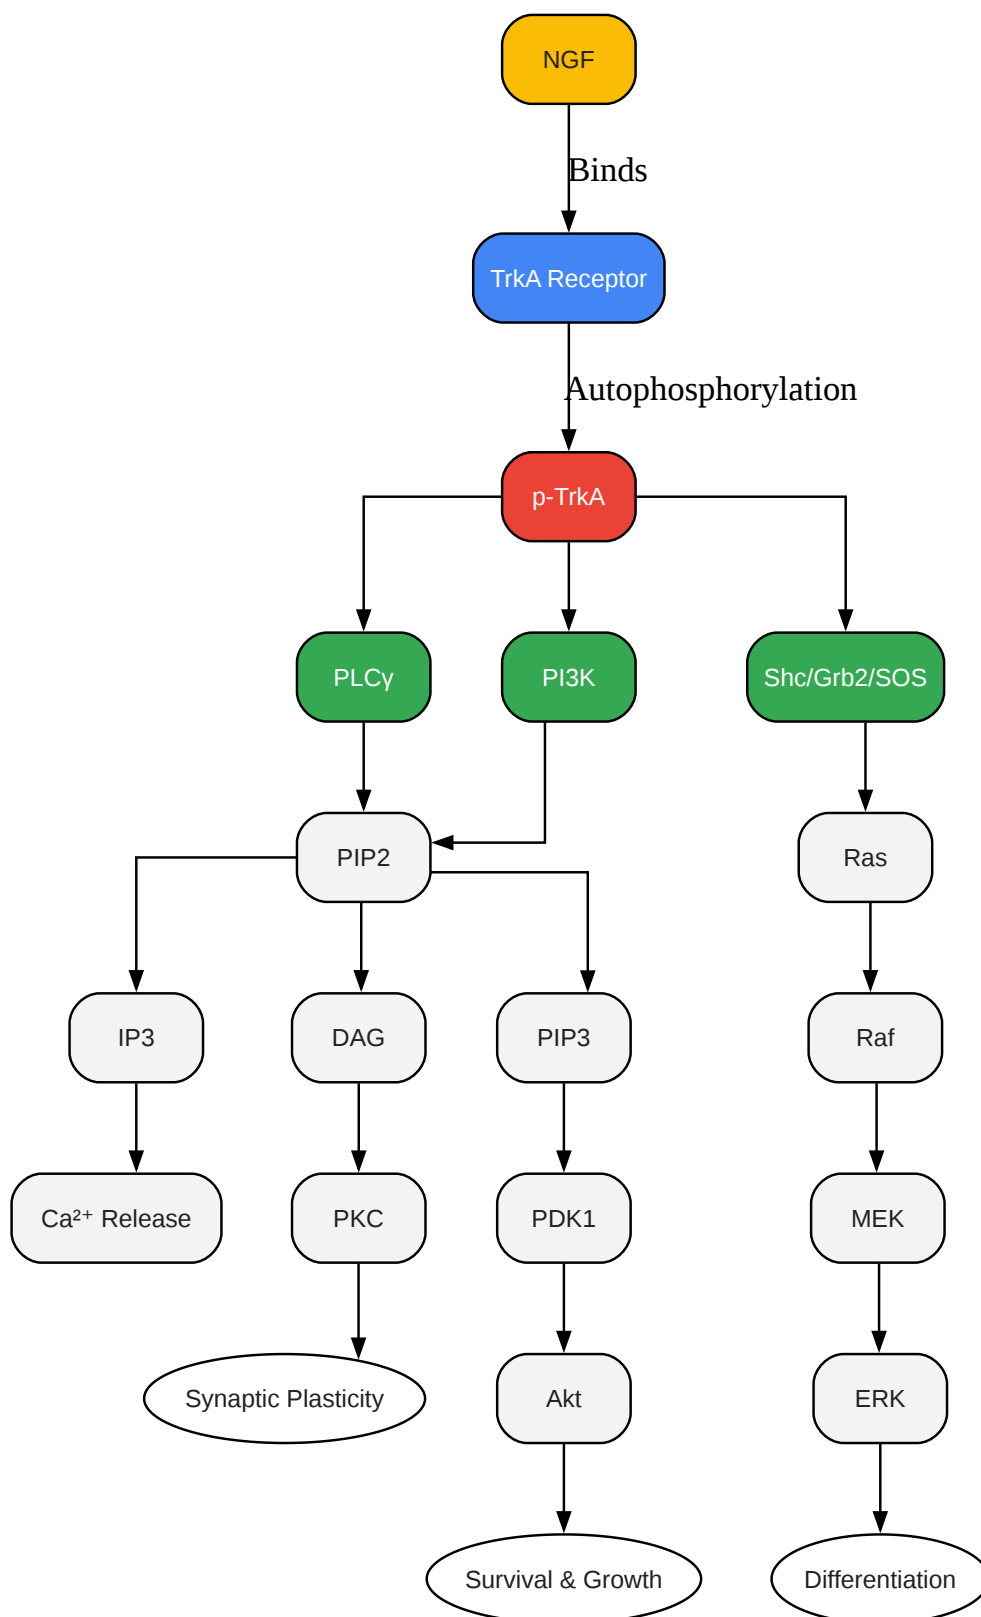 NGF
Binds
TrkA Receptor
Autophosphorylation
p-TrkA
PLCγ
PI3K
Shc/Grb2/SOS
PIP2
Ras
IP3
DAG
PIP3
Raf
Ca²⁺ Release
PKC
PDK1
MEK
Synaptic Plasticity
Akt
ERK
Survival & Growth
Differentiation